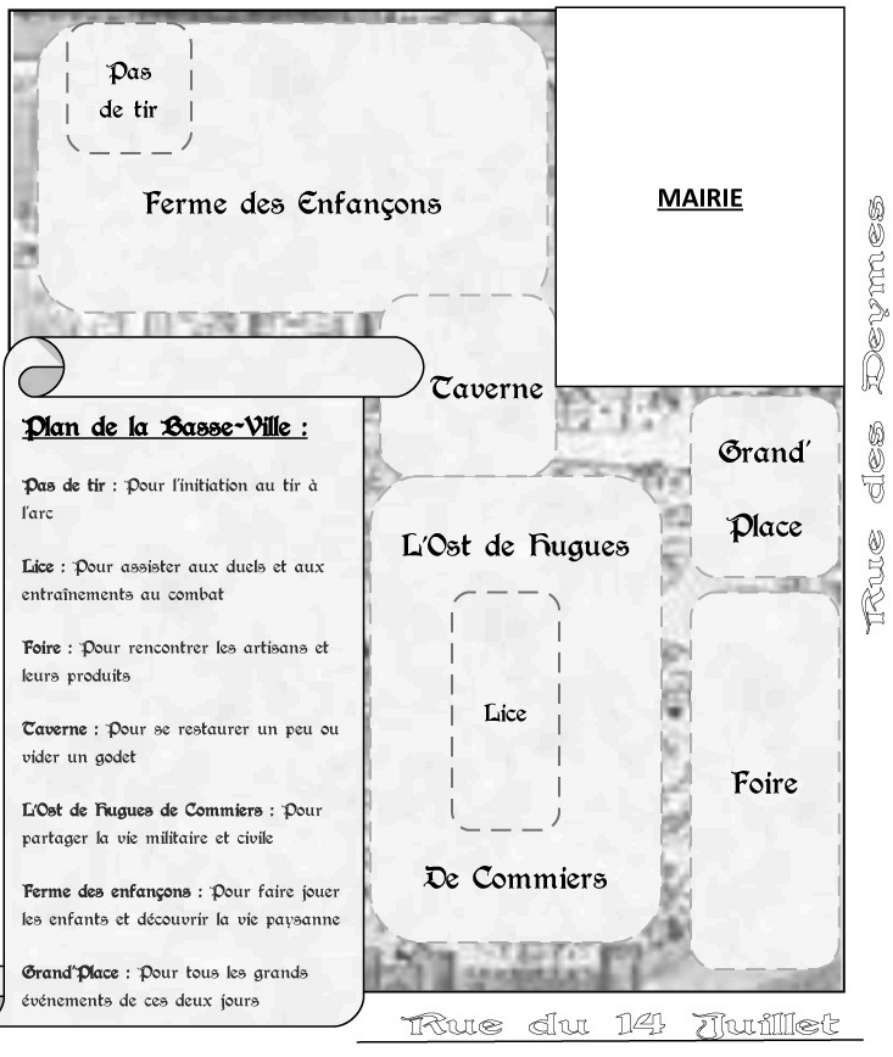 Pas
de tir
Ferme des Enfançons
MAIRIE
Rue des Deymes
Taverne
Grand'
Place
L'Ost de Hugues
Lice
De Commiers
Foire
Plan de la Basse-Ville :
Pas de tir : Pour l'initiation au tir à
l'arc
Lice : Pour assister aux duels et aux
entraînements au combat
Foire : Pour rencontrer les artisans et
leurs produits
Taverne : Pour se restaurer un peu ou
vider un godet
L'Ost de Hugues de Commiers : Pour
partager la vie militaire et civile
Ferme des enfançons : Pour faire jouer
les enfants et découvrir la vie paysanne
Grand'Place : Pour tous les grands
événements de ces deux jours
Rue du 14 Juillet